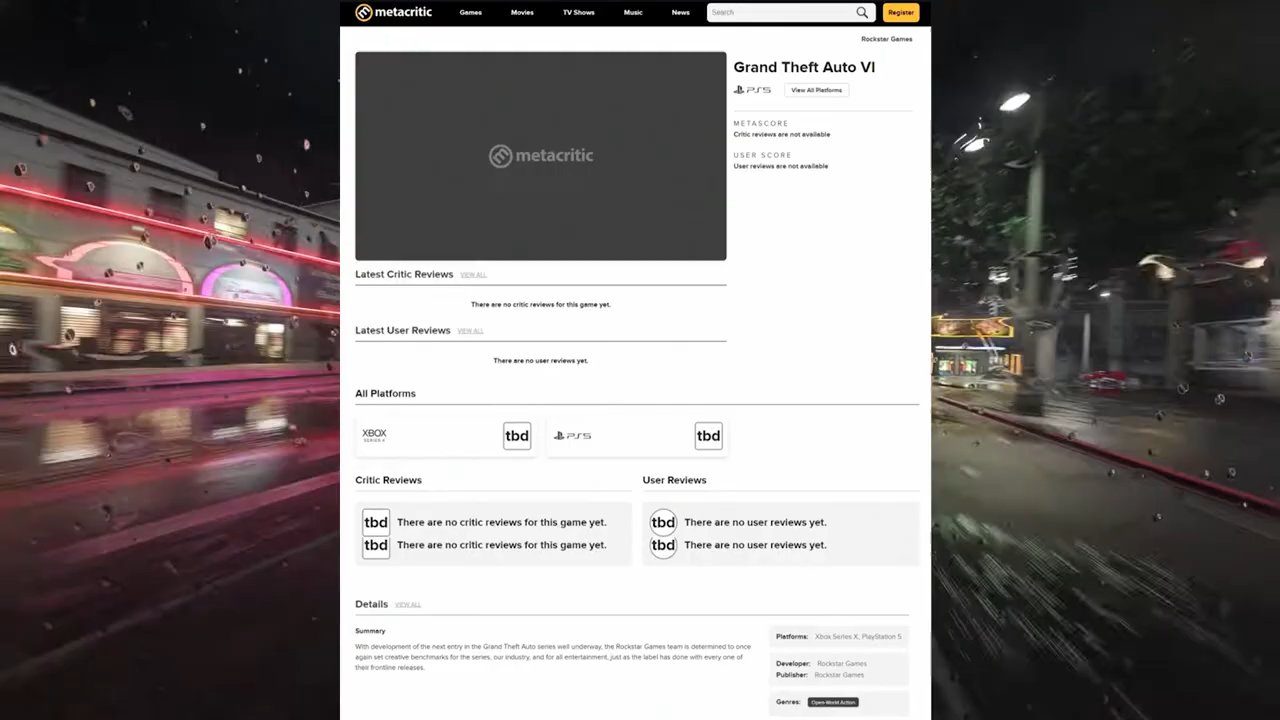 metacritic
Games
Movies
TV Shows
Music
News
Search
Register
Rockstar Games
metacritic
Grand Theft Auto VI
PS5
View All Platforms
METASCORE
Critic reviews are not available
USER SCORE
User reviews are not available
Latest Critic Reviews VIEW ALL
There are no critic reviews for this game yet.
Latest User Reviews VIEW ALL
There are no user reviews yet.
All Platforms
XBOX
SERIES X
tbd
PS5
tbd
Critic Reviews
tbd There are no critic reviews for this game yet.
tbd There are no critic reviews for this game yet.
User Reviews
tbd There are no user reviews yet.
tbd There are no user reviews yet.
Details VIEW ALL
Summary
With development of the next entry in the Grand Theft Auto series well underway, the Rockstar Games team is determined to once
again set creative benchmarks for the series, our industry, and for all entertainment, just as the label has done with every one of
their frontline releases.
Platforms: Xbox Series X, PlayStation 5
Developer: Rockstar Games
Publisher: Rockstar Games
Genres: Open-World Action